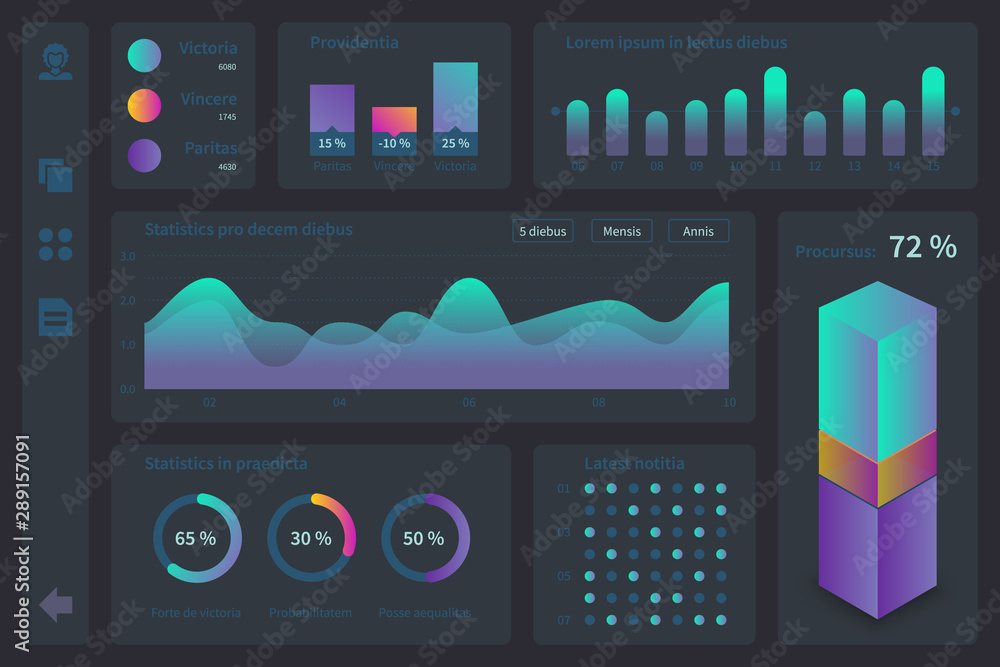 Victoria
6080
Vincere
1745
Paritas
4630
Providentia
15 %
-10 %
25 %
Paritas
Vincere
Victoria
Lorem ipsum in lectus diebus
06 07 08 09 10 11 12 13 14 15
Statistics pro decem diebus
5 diebus
Mensis
Annis
3.0
2.0
1.0
0.0
02 04 06 08 10
Procursus: 72 %
Statistics in praedicta
65 %
30 %
50 %
Forte de victoria
Probabilitatem
Posse aequalitas
Latest notitia
01
03
05
07
Adobe Stock | #289157091
Adobe Stock